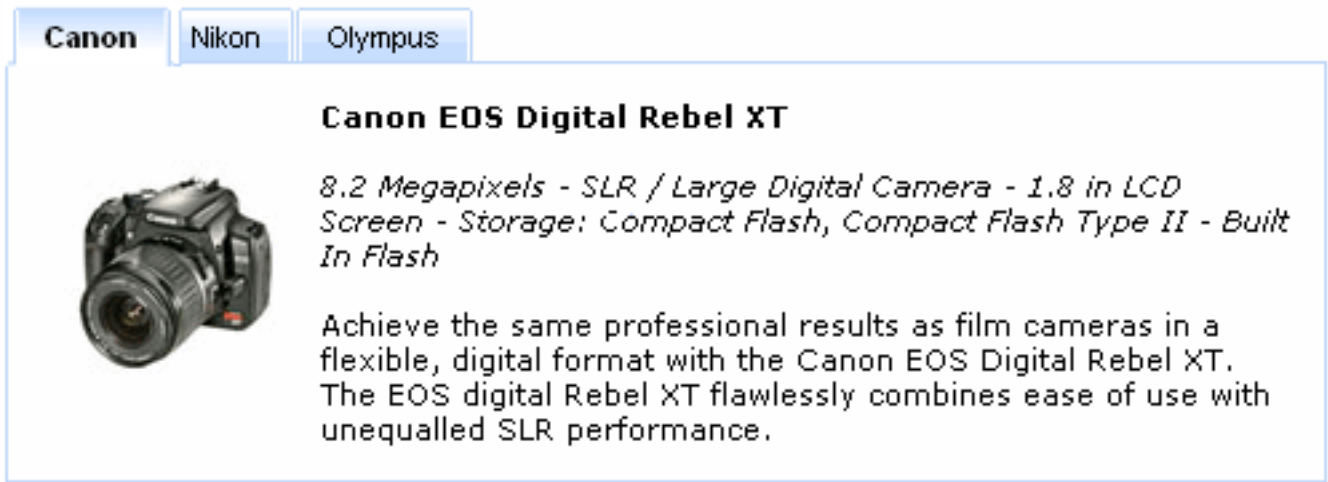 Canon Nikon Olympus
Canon EOS Digital Rebel XT
8.2 Megapixels - SLR / Large Digital Camera - 1.8 in LCD
Screen - Storage: Compact Flash, Compact Flash Type II - Built
In Flash
Achieve the same professional results as film cameras in a
flexible, digital format with the Canon EOS Digital Rebel XT.
The EOS digital Rebel XT flawlessly combines ease of use with
unequalled SLR performance.